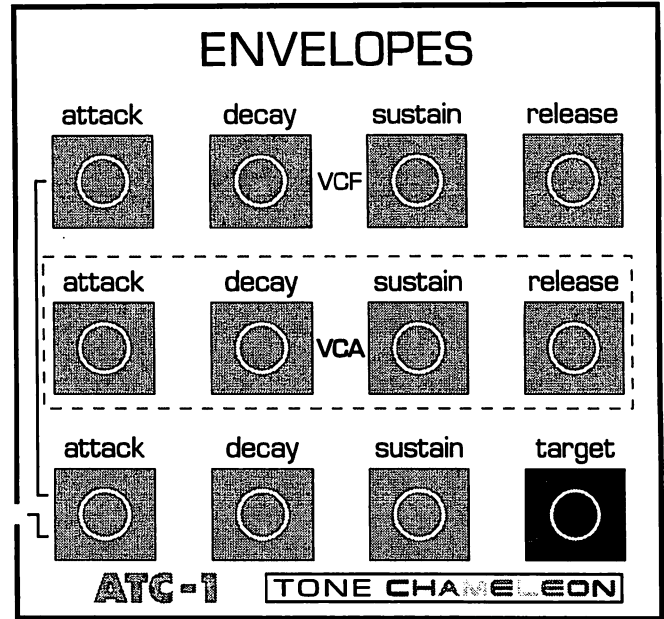 ENVELOPES
attack decay sustain release
VCF
attack decay sustain release
VCA
attack decay sustain target
ATC-1 TONE CHAMELEON